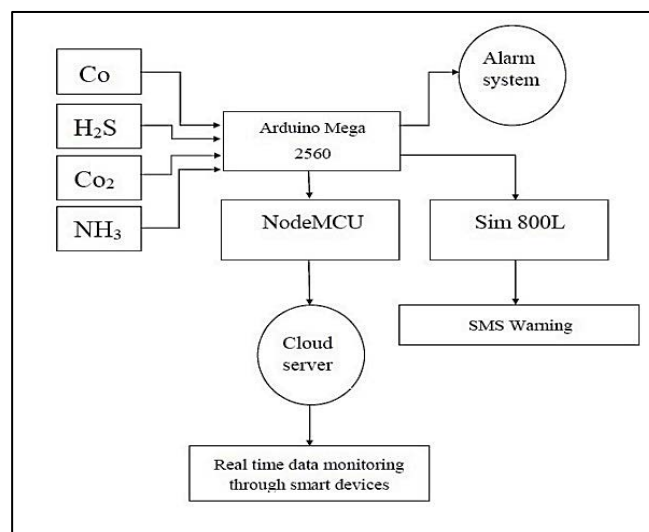 Co
H₂S
Co₂
NH₃
Arduino Mega
2560
Alarm
system
NodeMCU
Sim 800L
Cloud
server
SMS Warning
Real time data monitoring
through smart devices